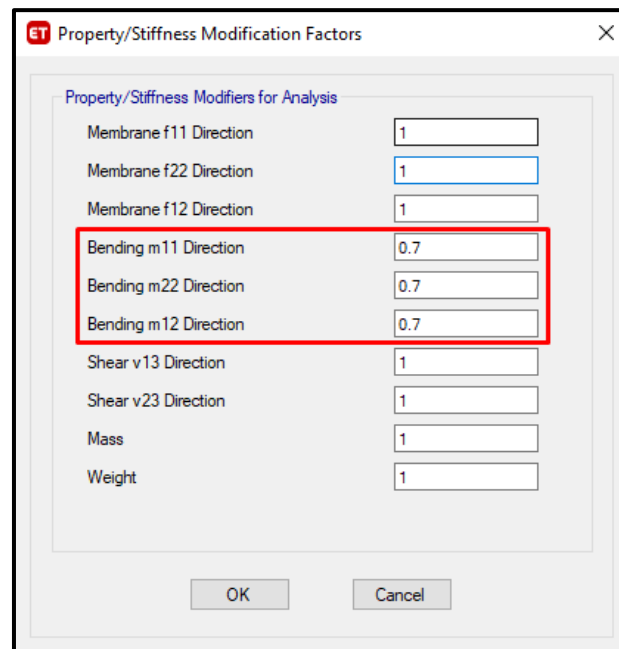 ET Property/Stiffness Modification Factors
Property/Stiffness Modifiers for Analysis
Membrane f11 Direction 1
Membrane f22 Direction 1
Membrane f12 Direction 1
Bending m11 Direction 0.7
Bending m22 Direction 0.7
Bending m12 Direction 0.7
Shear v13 Direction 1
Shear v23 Direction 1
Mass 1
Weight 1
OK Cancel